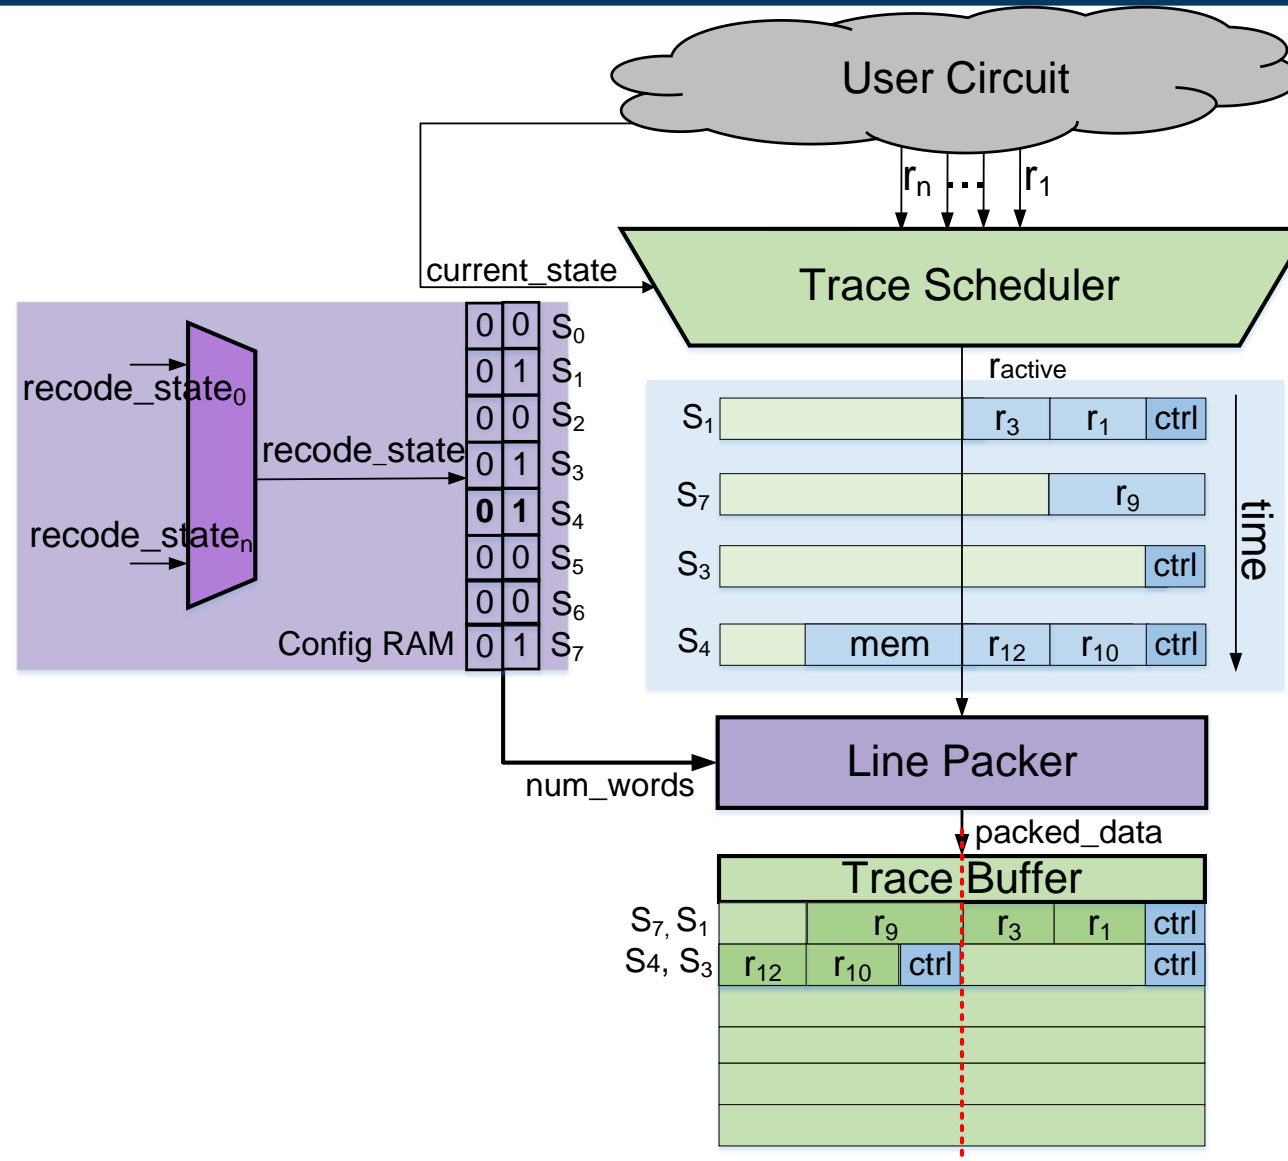 User Circuit
rn ... r1
current_state
Trace Scheduler
ractive
0 0 S0
0 1 S1
0 0 S2
0 1 S3
0 1 S4
0 0 S5
0 0 S6
Config RAM 0 1 S7
recode_state0
recode_state
recode_staten
S1 r3 r1 ctrl
S7 r9
S3 ctrl
S4 mem r12 r10 ctrl
time
Line Packer
num_words
packed_data
Trace Buffer
S7, S1 r9 r3 r1 ctrl
S4, S3 r12 r10 ctrl ctrl